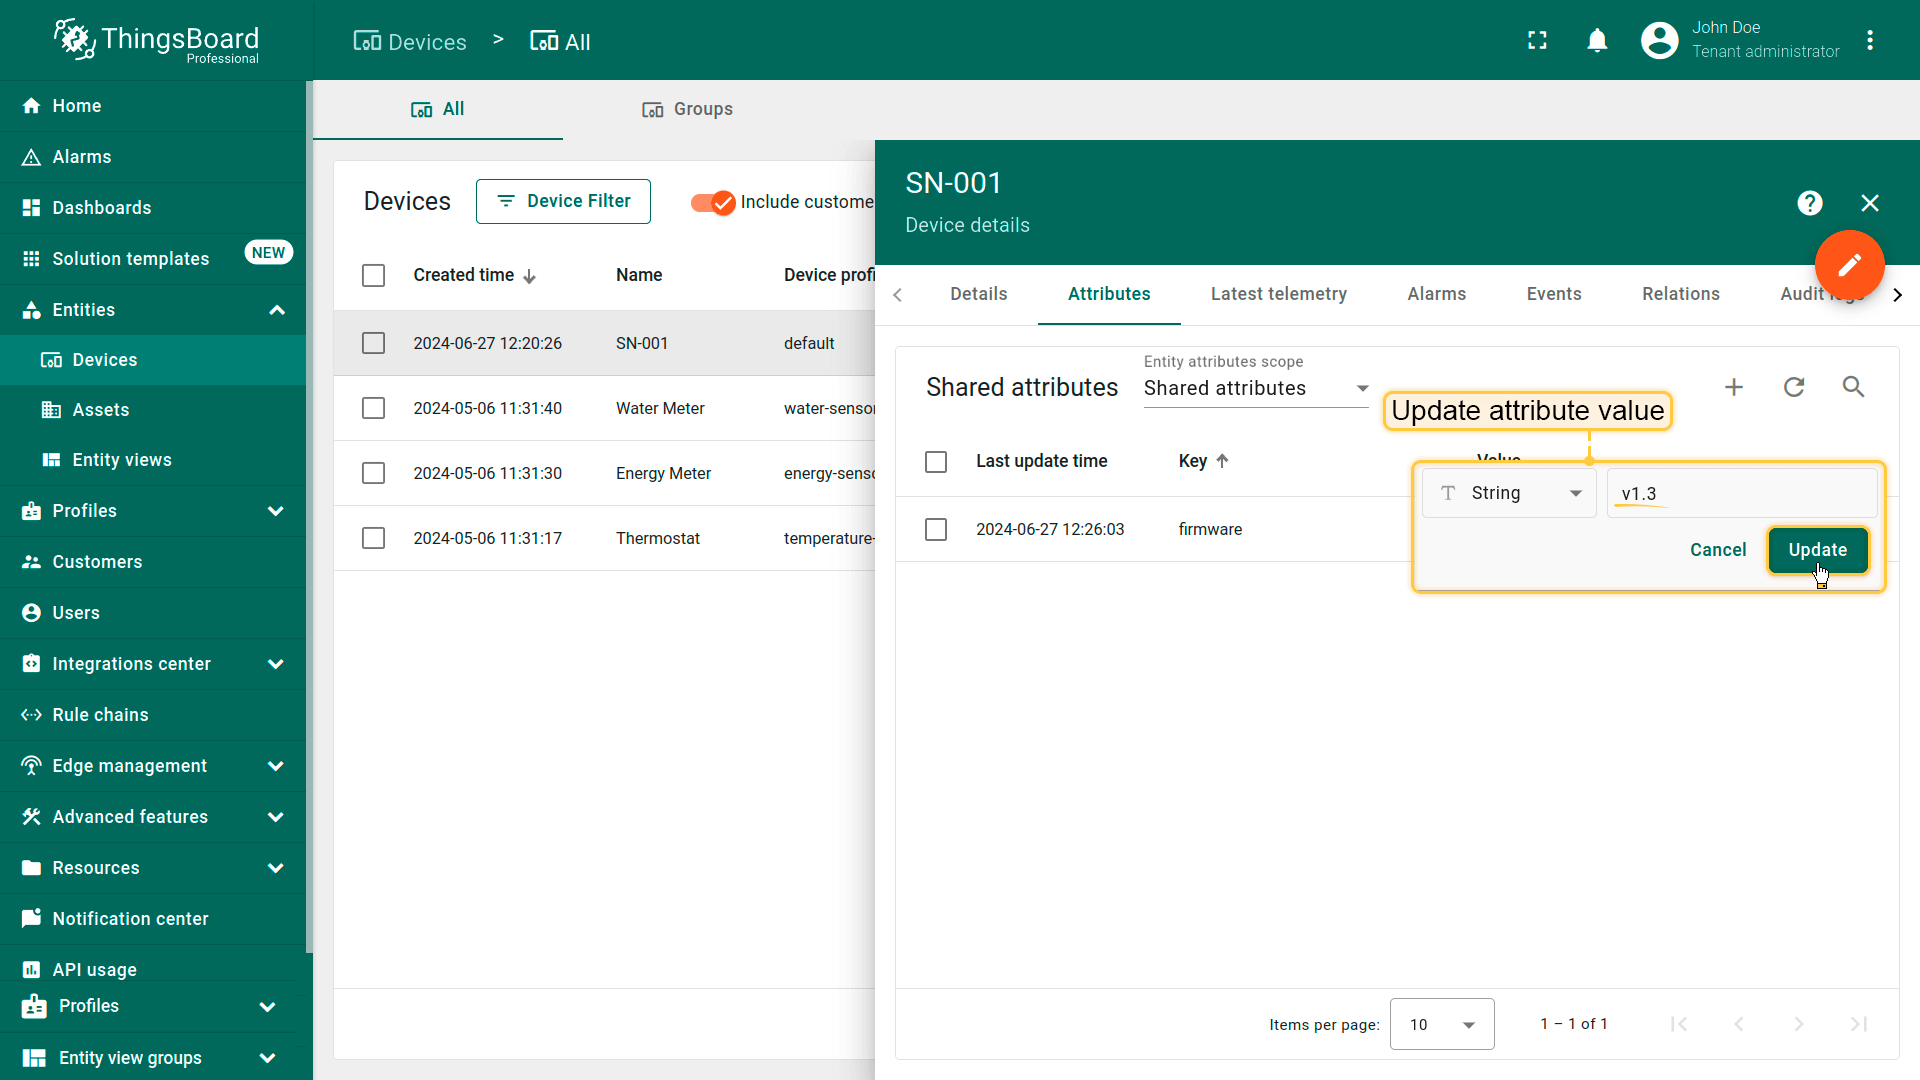 ThingsBoard
Professional
Devices > All
John Doe
Tenant administrator
Home
Alarms
Dashboards
Solution templates NEW
Entities
Devices
Assets
Entity views
Profiles
Customers
Users
Integrations center
Rule chains
Edge management
Advanced features
Resources
Notification center
API usage
Profiles
Entity view groups
All Groups
Devices Device Filter Include custome
Created time Name Device profi
2024-06-27 12:20:26 SN-001 default
2024-05-06 11:31:40 Water Meter water-senso
2024-05-06 11:31:30 Energy Meter energy-senso
2024-05-06 11:31:17 Thermostat temperature-
SN-001
Device details
Details Attributes Latest telemetry Alarms Events Relations Audit logs
Entity attributes scope
Shared attributes Shared attributes
Update attribute value
Last update time Key Value
String v1.3
2024-06-27 12:26:03 firmware
Cancel Update
Items per page: 10 1 – 1 of 1